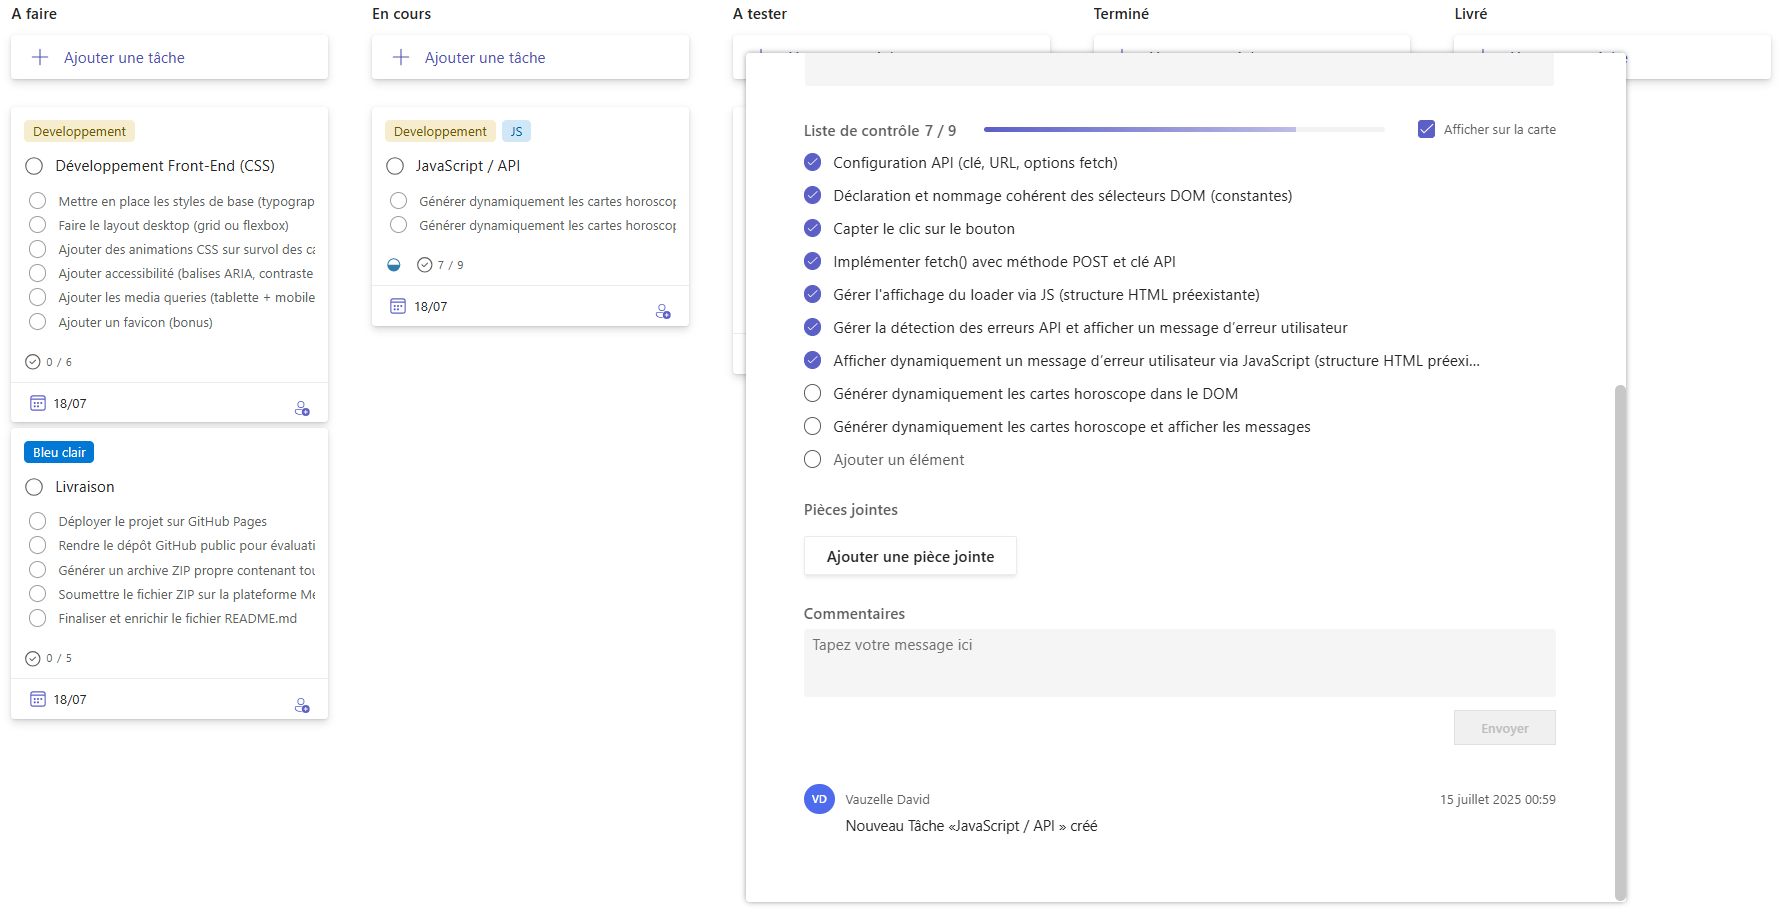 A faire
Ajouter une tâche
Developpement
Développement Front-End (CSS)
Mettre en place les styles de base (typograp
Faire le layout desktop (grid ou flexbox)
Ajouter des animations CSS sur survol des ca
Ajouter accessibilité (balises ARIA, contraste
Ajouter les media queries (tablette + mobile
Ajouter un favicon (bonus)
0 / 6
18/07
Bleu clair
Livraison
Déployer le projet sur GitHub Pages
Rendre le dépôt GitHub public pour évaluati
Générer un archive ZIP propre contenant tou
Soumettre le fichier ZIP sur la plateforme Me
Finaliser et enrichir le fichier README.md
0 / 5
18/07
En cours
Ajouter une tâche
Developpement JS
JavaScript / API
Générer dynamiquement les cartes horoscop
Générer dynamiquement les cartes horoscop
7 / 9
18/07
A tester
Terminé
Livré
Liste de contrôle 7 / 9
Afficher sur la carte
Configuration API (clé, URL, options fetch)
Déclaration et nommage cohérent des sélecteurs DOM (constantes)
Capter le clic sur le bouton
Implémenter fetch() avec méthode POST et clé API
Gérer l'affichage du loader via JS (structure HTML préexistante)
Gérer la détection des erreurs API et afficher un message d’erreur utilisateur
Afficher dynamiquement un message d’erreur utilisateur via JavaScript (structure HTML préexi...
Générer dynamiquement les cartes horoscope dans le DOM
Générer dynamiquement les cartes horoscope et afficher les messages
Ajouter un élément
Pièces jointes
Ajouter une pièce jointe
Commentaires
Tapez votre message ici
Envoyer
VD
Vauzelle David
15 juillet 2025 00:59
Nouveau Tâche «JavaScript / API » créé